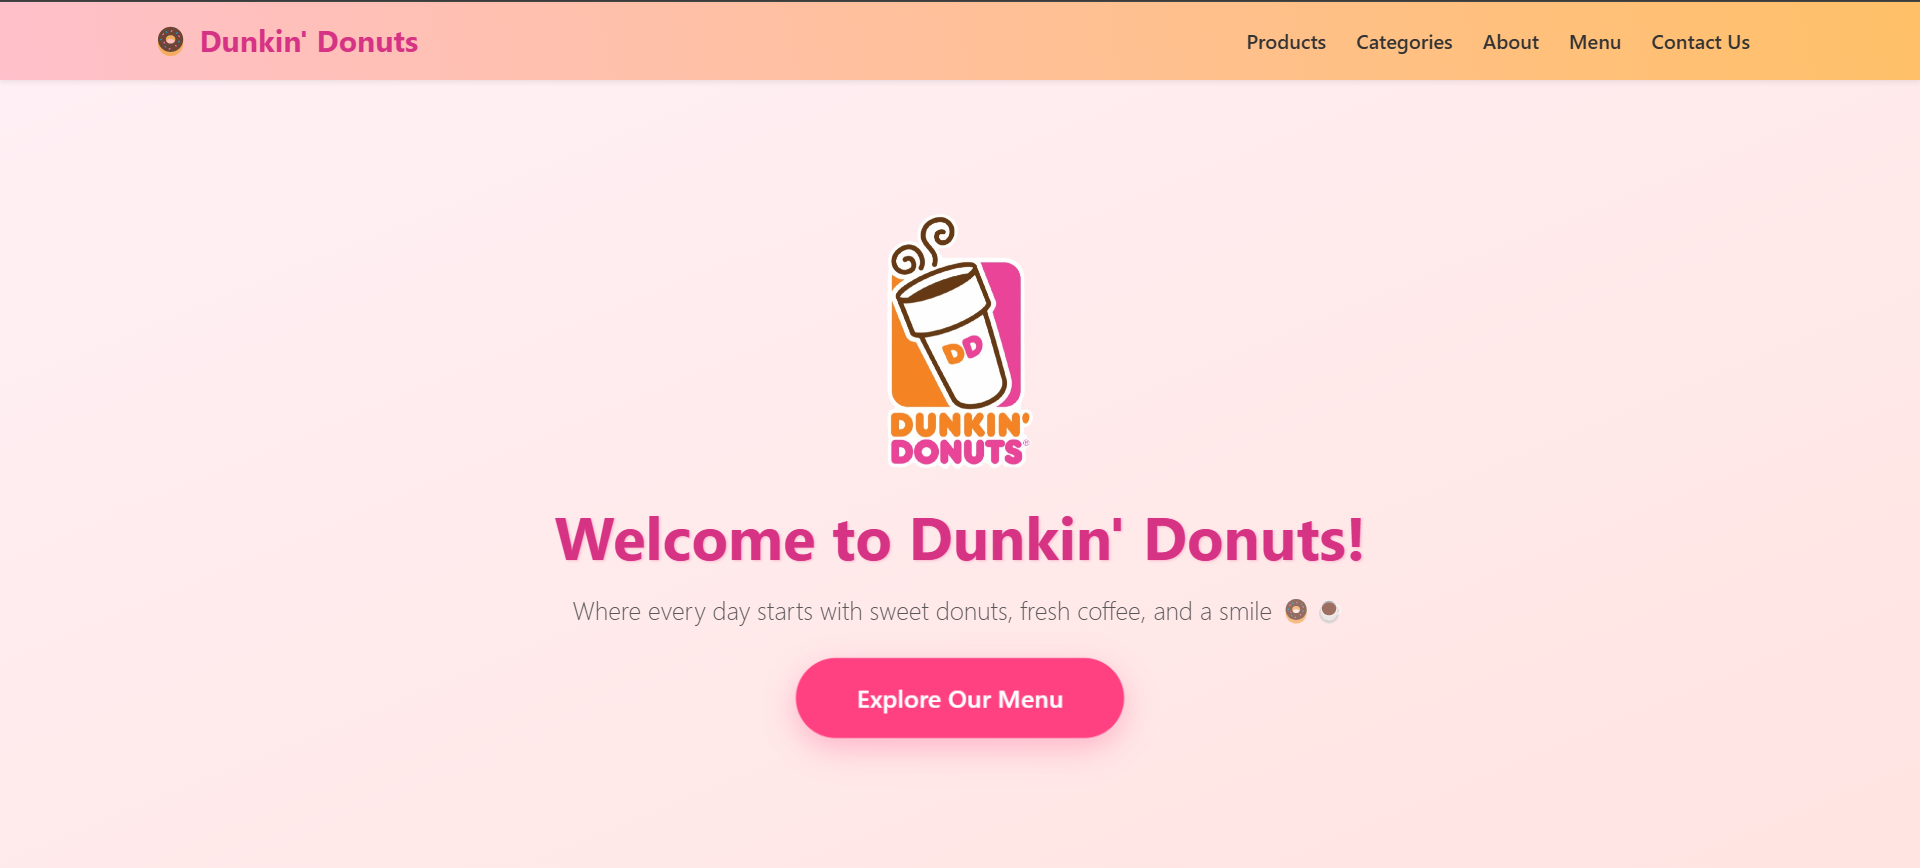 Dunkin' Donuts
Products Categories About Menu Contact Us
DD
DUNKIN'
DONUTS®
Welcome to Dunkin' Donuts!
Where every day starts with sweet donuts, fresh coffee, and a smile 🍩 ☕
Explore Our Menu